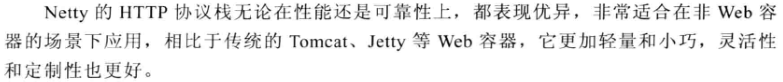 Netty 的 HTTP 协议栈无论在性能还是可靠性上，都表现优异，非常适合在非 Web 容
器的场景下应用，相比于传统的 Tomcat、Jetty 等 Web 容器，它更加轻量和小巧，灵活性
和定制性也更好。